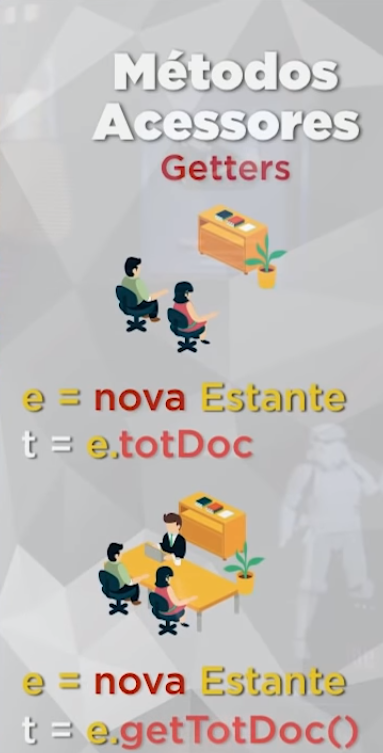 Métodos
Acessores
Getters
e = nova Estante
t = e.totDoc
e = nova Estante
t = e.getTotDoc()